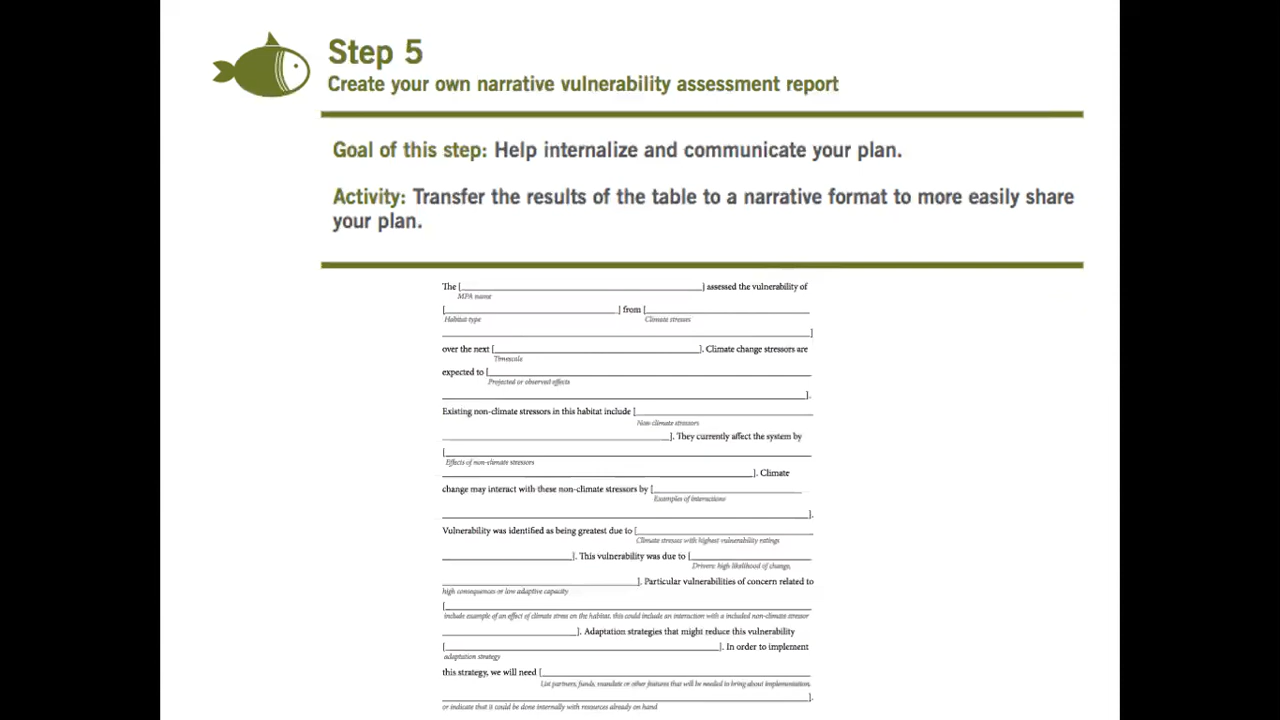 Step 5
Create your own narrative vulnerability assessment report
Goal of this step: Help internalize and communicate your plan.
Activity: Transfer the results of the table to a narrative format to more easily share
your plan.
The [ ] assessed the vulnerability of
MPA name
[ ] from [
Habitat type Climate stresses
]
over the next [ ]. Climate change stressors are
Timescale
expected to [
Projected or observed effects
].
Existing non-climate stressors in this habitat include [
Non climate stressors
]. They currently affect the system by
[
Effects of non-climate stressors
]. Climate
change may interact with these non-climate stressors by [
Examples of interactions
].
Vulnerability was identified as being greatest due to [
Climate stresses with highest vulnerability ratings
]. This vulnerability was due to [
Drivers: high likelihood of change,
]. Particular vulnerabilities of concern related to
high consequences or low adaptive capacity
[
include example of an effect of climate stress on the habitat, this could include an interaction with a included non-climate stressor
]. Adaptation strategies that might reduce this vulnerability
[ ]. In order to implement
adaptation strategy
this strategy, we will need [
List partners, funds, mandate or other features that will be needed to bring about implementation,
].
or indicate that it could be done internally with resources already on hand